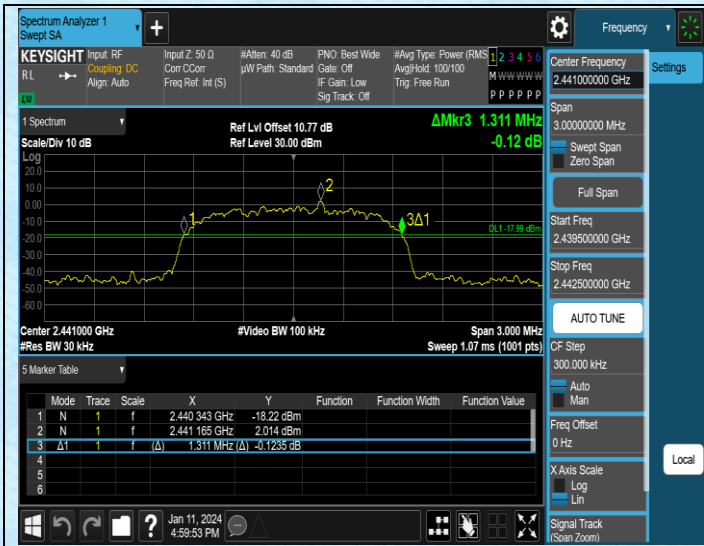 Spectrum Analyzer 1
Swept SA
+
Frequency
KEYSIGHT
RL
LXI
Input: RF
Coupling: DC
Align: Auto
Input Z: 50 Ω
Corr CCorr
Freq Ref: Int (S)
#Atten: 40 dB
µW Path: Standard
PNO: Best Wide
Gate: Off
IF Gain: Low
Sig Track: Off
#Avg Type: Power (RMS
Avg|Hold: 100/100
Trig: Free Run
1 2 3 4 5 6
M W W W W W
P P P P P P
1 Spectrum
Scale/Div 10 dB
Ref Lvl Offset 10.77 dB
Ref Level 30.00 dBm
ΔMkr3 1.311 MHz
-0.12 dB
Log
20.0
10.0
0.00
-10.0
-20.0
-30.0
-40.0
-50.0
-60.0
1
2
3Δ1
DL1 -17.99 dBm
Center 2.441000 GHz
#Video BW 100 kHz
Span 3.000 MHz
#Res BW 30 kHz
Sweep 1.07 ms (1001 pts)
5 Marker Table
Mode Trace Scale X Y Function Function Width Function Value
1 N 1 f 2.440 343 GHz -18.22 dBm
2 N 1 f 2.441 165 GHz 2.014 dBm
3 Δ1 1 f (Δ) 1.311 MHz (Δ) -0.1235 dB
4
5
6
?
Jan 11, 2024
4:59:53 PM
Center Frequency
2.441000000 GHz
Settings
Span
3.00000000 MHz
Swept Span
Zero Span
Full Span
Start Freq
2.439500000 GHz
Stop Freq
2.442500000 GHz
AUTO TUNE
CF Step
300.000 kHz
Auto
Man
Freq Offset
0 Hz
X Axis Scale
Log
Lin
Local
Signal Track
(Span Zoom)